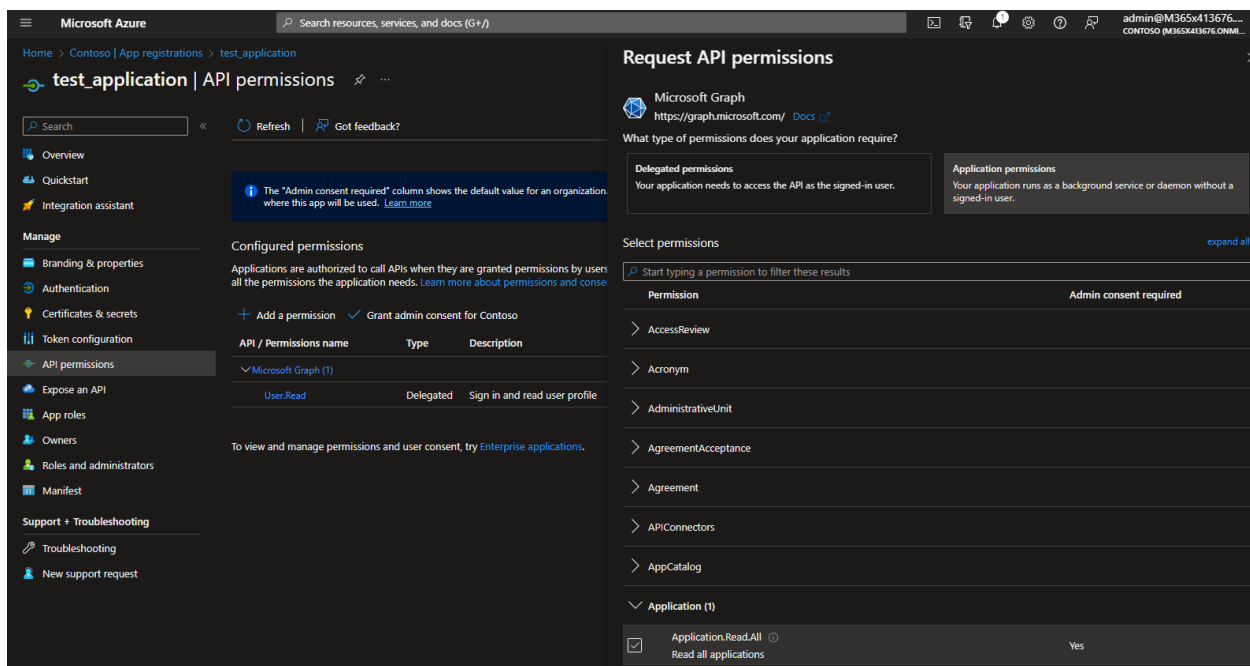 Microsoft Azure
Search resources, services, and docs (G+/)
1
admin@M365x413676....
CONTOSO (M365X413676.ONMI...
Home > Contoso | App registrations > test_application
test_application | API permissions
Search
Overview
Quickstart
Integration assistant
Manage
Branding & properties
Authentication
Certificates & secrets
Token configuration
API permissions
Expose an API
App roles
Owners
Roles and administrators
Manifest
Support + Troubleshooting
Troubleshooting
New support request
Refresh | Got feedback?
The "Admin consent required" column shows the default value for an organization.
where this app will be used. Learn more
Configured permissions
Applications are authorized to call APIs when they are granted permissions by users
all the permissions the application needs. Learn more about permissions and conse
Add a permission Grant admin consent for Contoso
API / Permissions name Type Description
Microsoft Graph (1)
User.Read Delegated Sign in and read user profile
To view and manage permissions and user consent, try Enterprise applications.
Request API permissions
Microsoft Graph
https://graph.microsoft.com/ Docs
What type of permissions does your application require?
Delegated permissions
Your application needs to access the API as the signed-in user.
Application permissions
Your application runs as a background service or daemon without a
signed-in user.
Select permissions expand all
Start typing a permission to filter these results
Permission Admin consent required
AccessReview
Acronym
AdministrativeUnit
AgreementAcceptance
Agreement
APIConnectors
AppCatalog
Application (1)
Application.Read.All
Read all applications
Yes